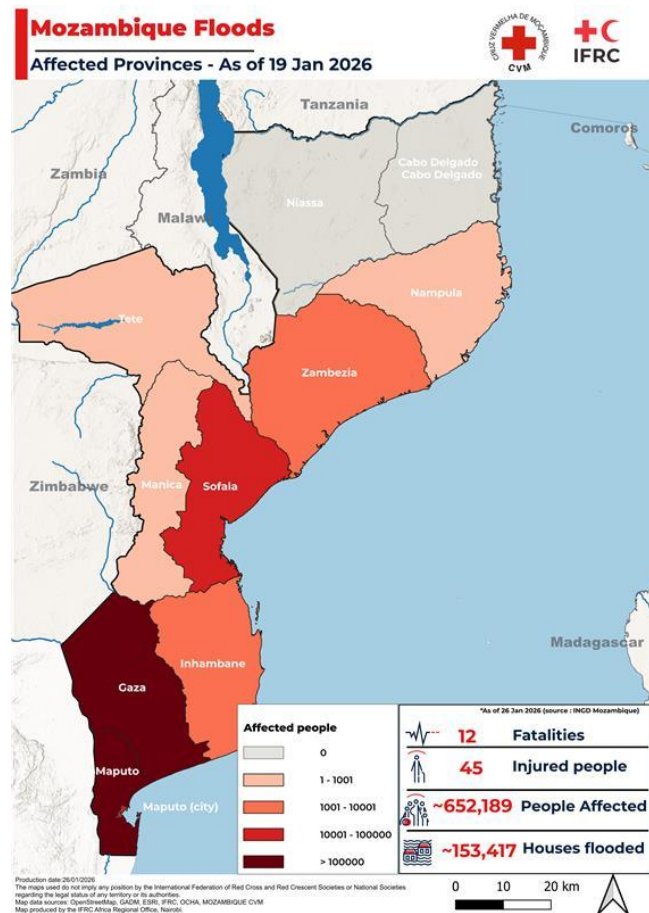 Mozambique Floods
Affected Provinces - As of 19 Jan 2026
CRUZ VERMELHA DE MOÇAMBIQUE
CVM
IFRC
Tanzania
Comoros
Zambia
Cabo Delgado
Cabo Delgado
Niassa
Malawi
Nampula
Tete
Zambezia
Zimbabwe
Manica
Sofala
Madagascar
Inhambane
Gaza
Maputo
Maputo (city)
Affected people
0
1 - 1001
1001 - 10001
10001 - 100000
> 100000
*As of 26 Jan 2026 (source : INGD Mozambique)
12 Fatalities
45 Injured people
~652,189 People Affected
~153,417 Houses flooded
0 10 20 km
Production date:26/01/2026
The maps used do not imply any position by the International Federation of Red Cross and Red Crescent Societies or National Societies
regarding the legal status of any territory or its authorities.
Map data sources: OpenStreetMap, GADM, ESRI, IFRC, OCHA, MOZAMBIQUE CVM
Map produced by the IFRC Africa Regional Office, Nairobi.